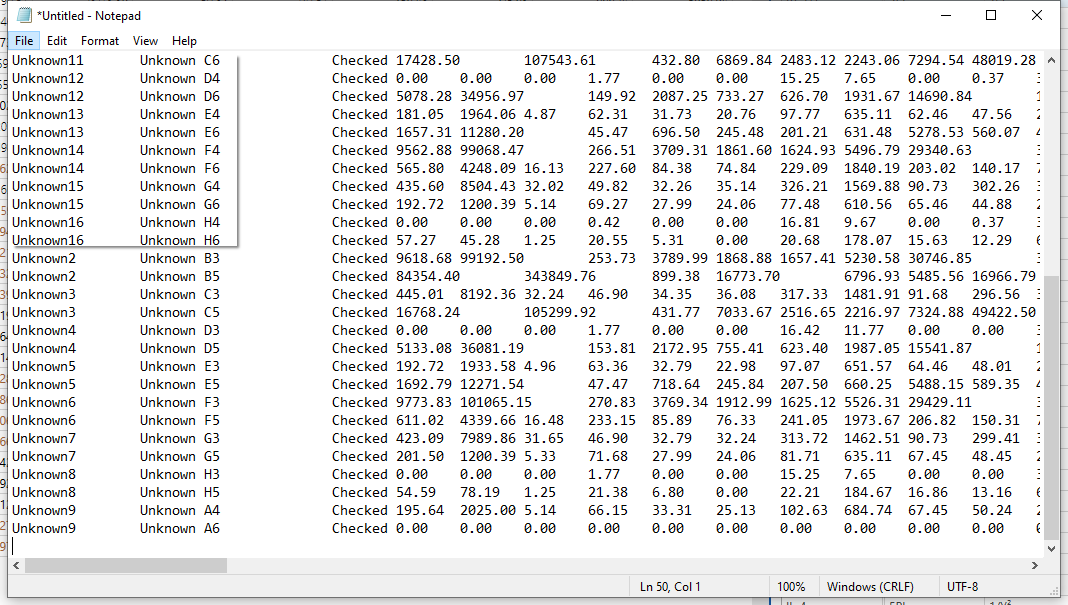 *Untitled - Notepad
File Edit Format View Help
Unknown11 Unknown C6 Checked 17428.50 107543.61 432.80 6869.84 2483.12 2243.06 7294.54 48019.28
Unknown12 Unknown D4 Checked 0.00 0.00 0.00 1.77 0.00 0.00 15.25 7.65 0.00 0.37
Unknown12 Unknown D6 Checked 5078.28 34956.97 149.92 2087.25 733.27 626.70 1931.67 14690.84
Unknown13 Unknown E4 Checked 181.05 1964.06 4.87 62.31 31.73 20.76 97.77 635.11 62.46 47.56
Unknown13 Unknown E6 Checked 1657.31 11280.20 45.47 696.50 245.48 201.21 631.48 5278.53 560.07
Unknown14 Unknown F4 Checked 9562.88 99068.47 266.51 3709.31 1861.60 1624.93 5496.79 29340.63
Unknown14 Unknown F6 Checked 565.80 4248.09 16.13 227.60 84.38 74.84 229.09 1840.19 203.02 140.17
Unknown15 Unknown G4 Checked 435.60 8504.43 32.02 49.82 32.26 35.14 326.21 1569.88 90.73 302.26
Unknown15 Unknown G6 Checked 192.72 1200.39 5.14 69.27 27.99 24.06 77.48 610.56 65.46 44.88
Unknown16 Unknown H4 Checked 0.00 0.00 0.00 0.42 0.00 0.00 16.81 9.67 0.00 0.37
Unknown16 Unknown H6 Checked 57.27 45.28 1.25 20.55 5.31 0.00 20.68 178.07 15.63 12.29
Unknown2 Unknown B3 Checked 9618.68 99192.50 253.73 3789.99 1868.88 1657.41 5230.58 30746.85
Unknown2 Unknown B5 Checked 84354.40 343849.76 899.38 16773.70 6796.93 5485.56 16966.79
Unknown3 Unknown C3 Checked 445.01 8192.36 32.24 46.90 34.35 36.08 317.33 1481.91 91.68 296.56
Unknown3 Unknown C5 Checked 16768.24 105299.92 431.77 7033.67 2516.65 2216.97 7324.88 49422.50
Unknown4 Unknown D3 Checked 0.00 0.00 0.00 1.77 0.00 0.00 16.42 11.77 0.00 0.00
Unknown4 Unknown D5 Checked 5133.08 36081.19 153.81 2172.95 755.41 623.40 1987.05 15541.87
Unknown5 Unknown E3 Checked 192.72 1933.58 4.96 63.36 32.79 22.98 97.07 651.57 64.46 48.01
Unknown5 Unknown E5 Checked 1692.79 12271.54 47.47 718.64 245.84 207.50 660.25 5488.15 589.35
Unknown6 Unknown F3 Checked 9773.83 101065.15 270.83 3769.34 1912.99 1625.12 5526.31 29429.11
Unknown6 Unknown F5 Checked 611.02 4339.66 16.48 233.15 85.89 76.33 241.05 1973.67 206.82 150.31
Unknown7 Unknown G3 Checked 423.09 7989.86 31.65 46.90 32.79 32.24 313.72 1462.51 90.73 299.41
Unknown7 Unknown G5 Checked 201.50 1200.39 5.33 71.68 27.99 24.06 81.71 635.11 67.45 48.45
Unknown8 Unknown H3 Checked 0.00 0.00 0.00 1.77 0.00 0.00 15.25 7.65 0.00 0.00
Unknown8 Unknown H5 Checked 54.59 78.19 1.25 21.38 6.80 0.00 22.21 184.67 16.86 13.16
Unknown9 Unknown A4 Checked 195.64 2025.00 5.14 66.15 33.31 25.13 102.63 684.74 67.45 50.24
Unknown9 Unknown A6 Checked 0.00 0.00 0.00 0.00 0.00 0.00 0.00 0.00 0.00 0.00
Ln 50, Col 1 100% Windows (CRLF) UTF-8